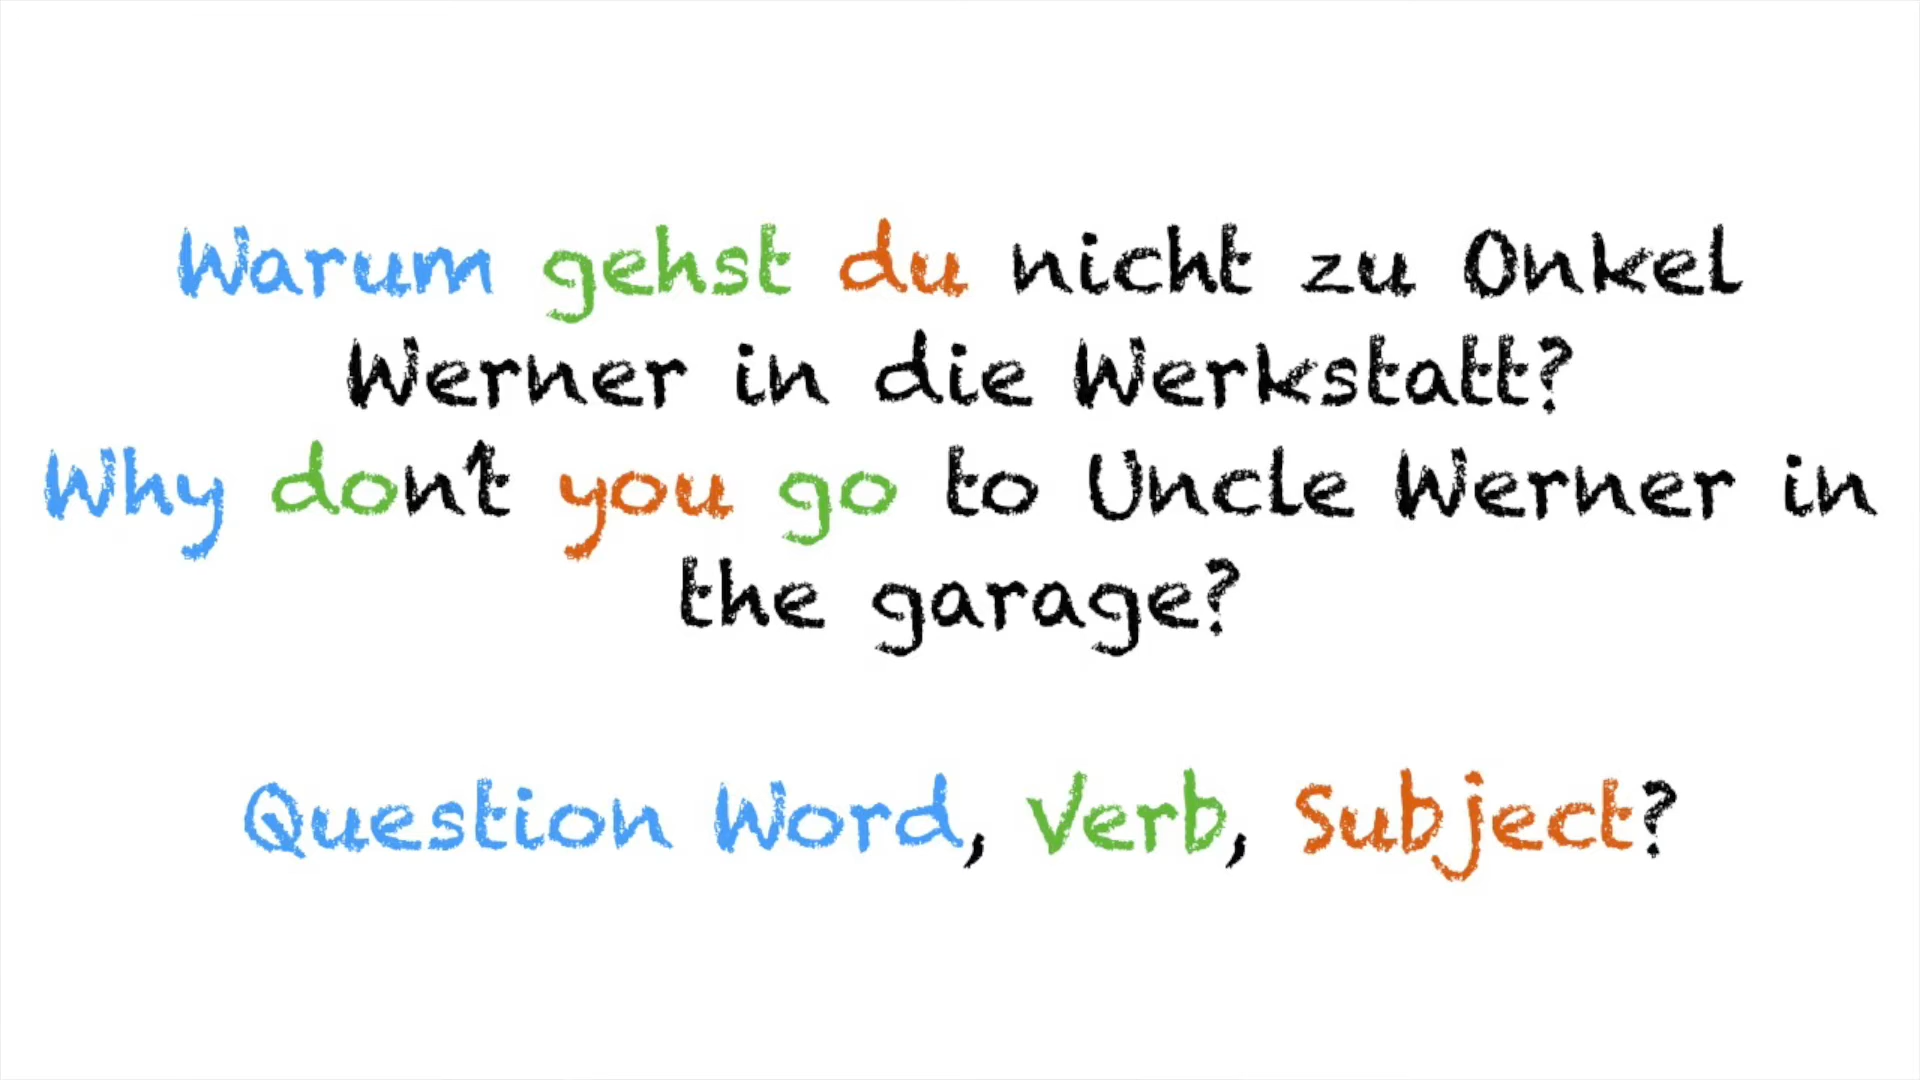 Warum gehst du nicht zu Onkel
Werner in die Werkstatt?
Why don't you go to Uncle Werner in
the garage?
Question Word, Verb, Subject?